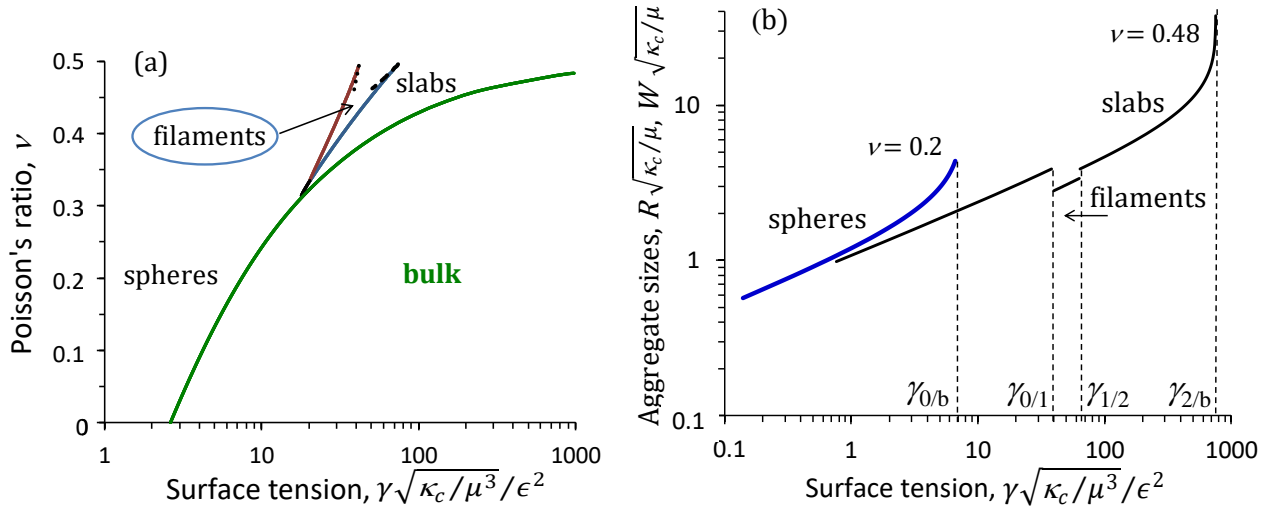 (a)
0.5
0.4
0.3
0.2
0.1
0
Poisson's ratio, ν
slabs
filaments
spheres
bulk
1
10
100
1000
Surface tension, γ√κc/μ³/ϵ²
(b)
Aggregate sizes, R√κc/μ, W√κc/μ
10
1
0.1
ν = 0.48
slabs
ν = 0.2
filaments
spheres
γ0/b
γ0/1
γ1/2
γ2/b
0.1
1
10
100
1000
Surface tension, γ√κc/μ³/ϵ²